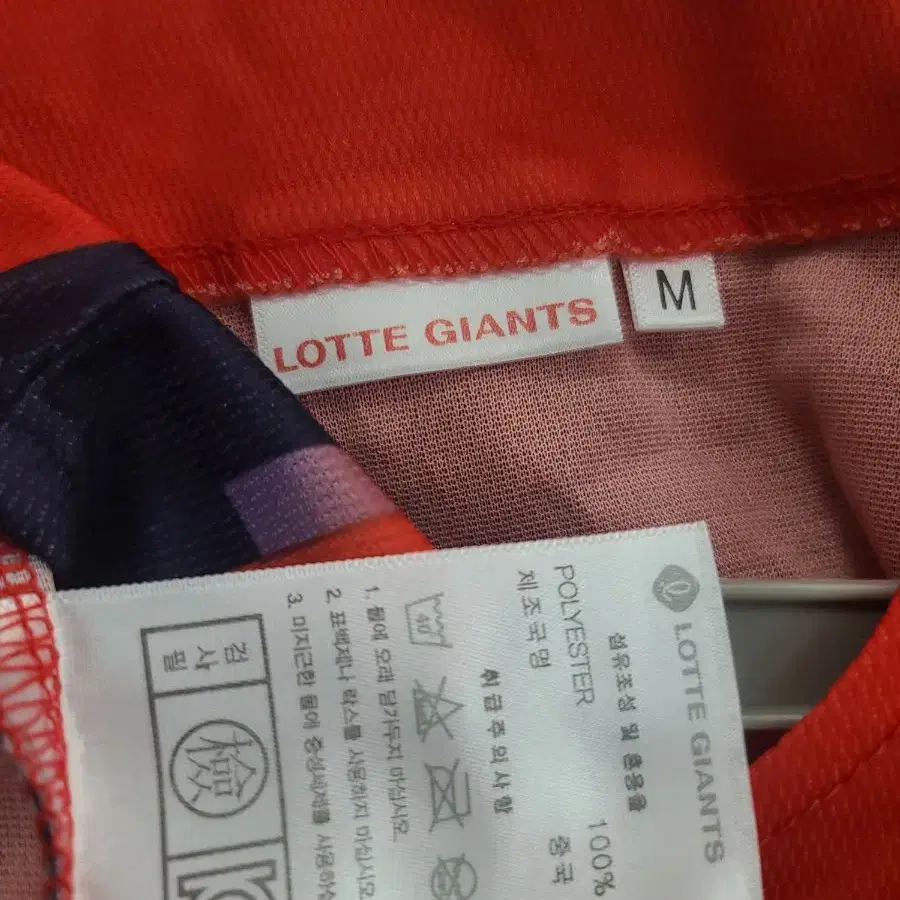 LOTTE GIANTS
M
LOTTE GIANTS
섬유조성 및 혼용율
POLYESTER 100%
제조국명 중국
취급주의사항
40
1. 물에 오래 담가두지 마십시오.
2. 표백제나 락스를 사용하지 마십시오
3. 미지근한 물에 중성세제를 사용하
검사필
檢